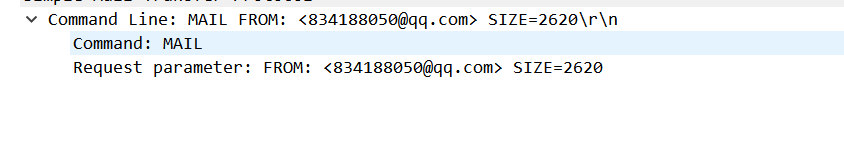 Command Line: MAIL FROM: <834188050@qq.com> SIZE=2620\r\n
Command: MAIL
Request parameter: FROM: <834188050@qq.com> SIZE=2620